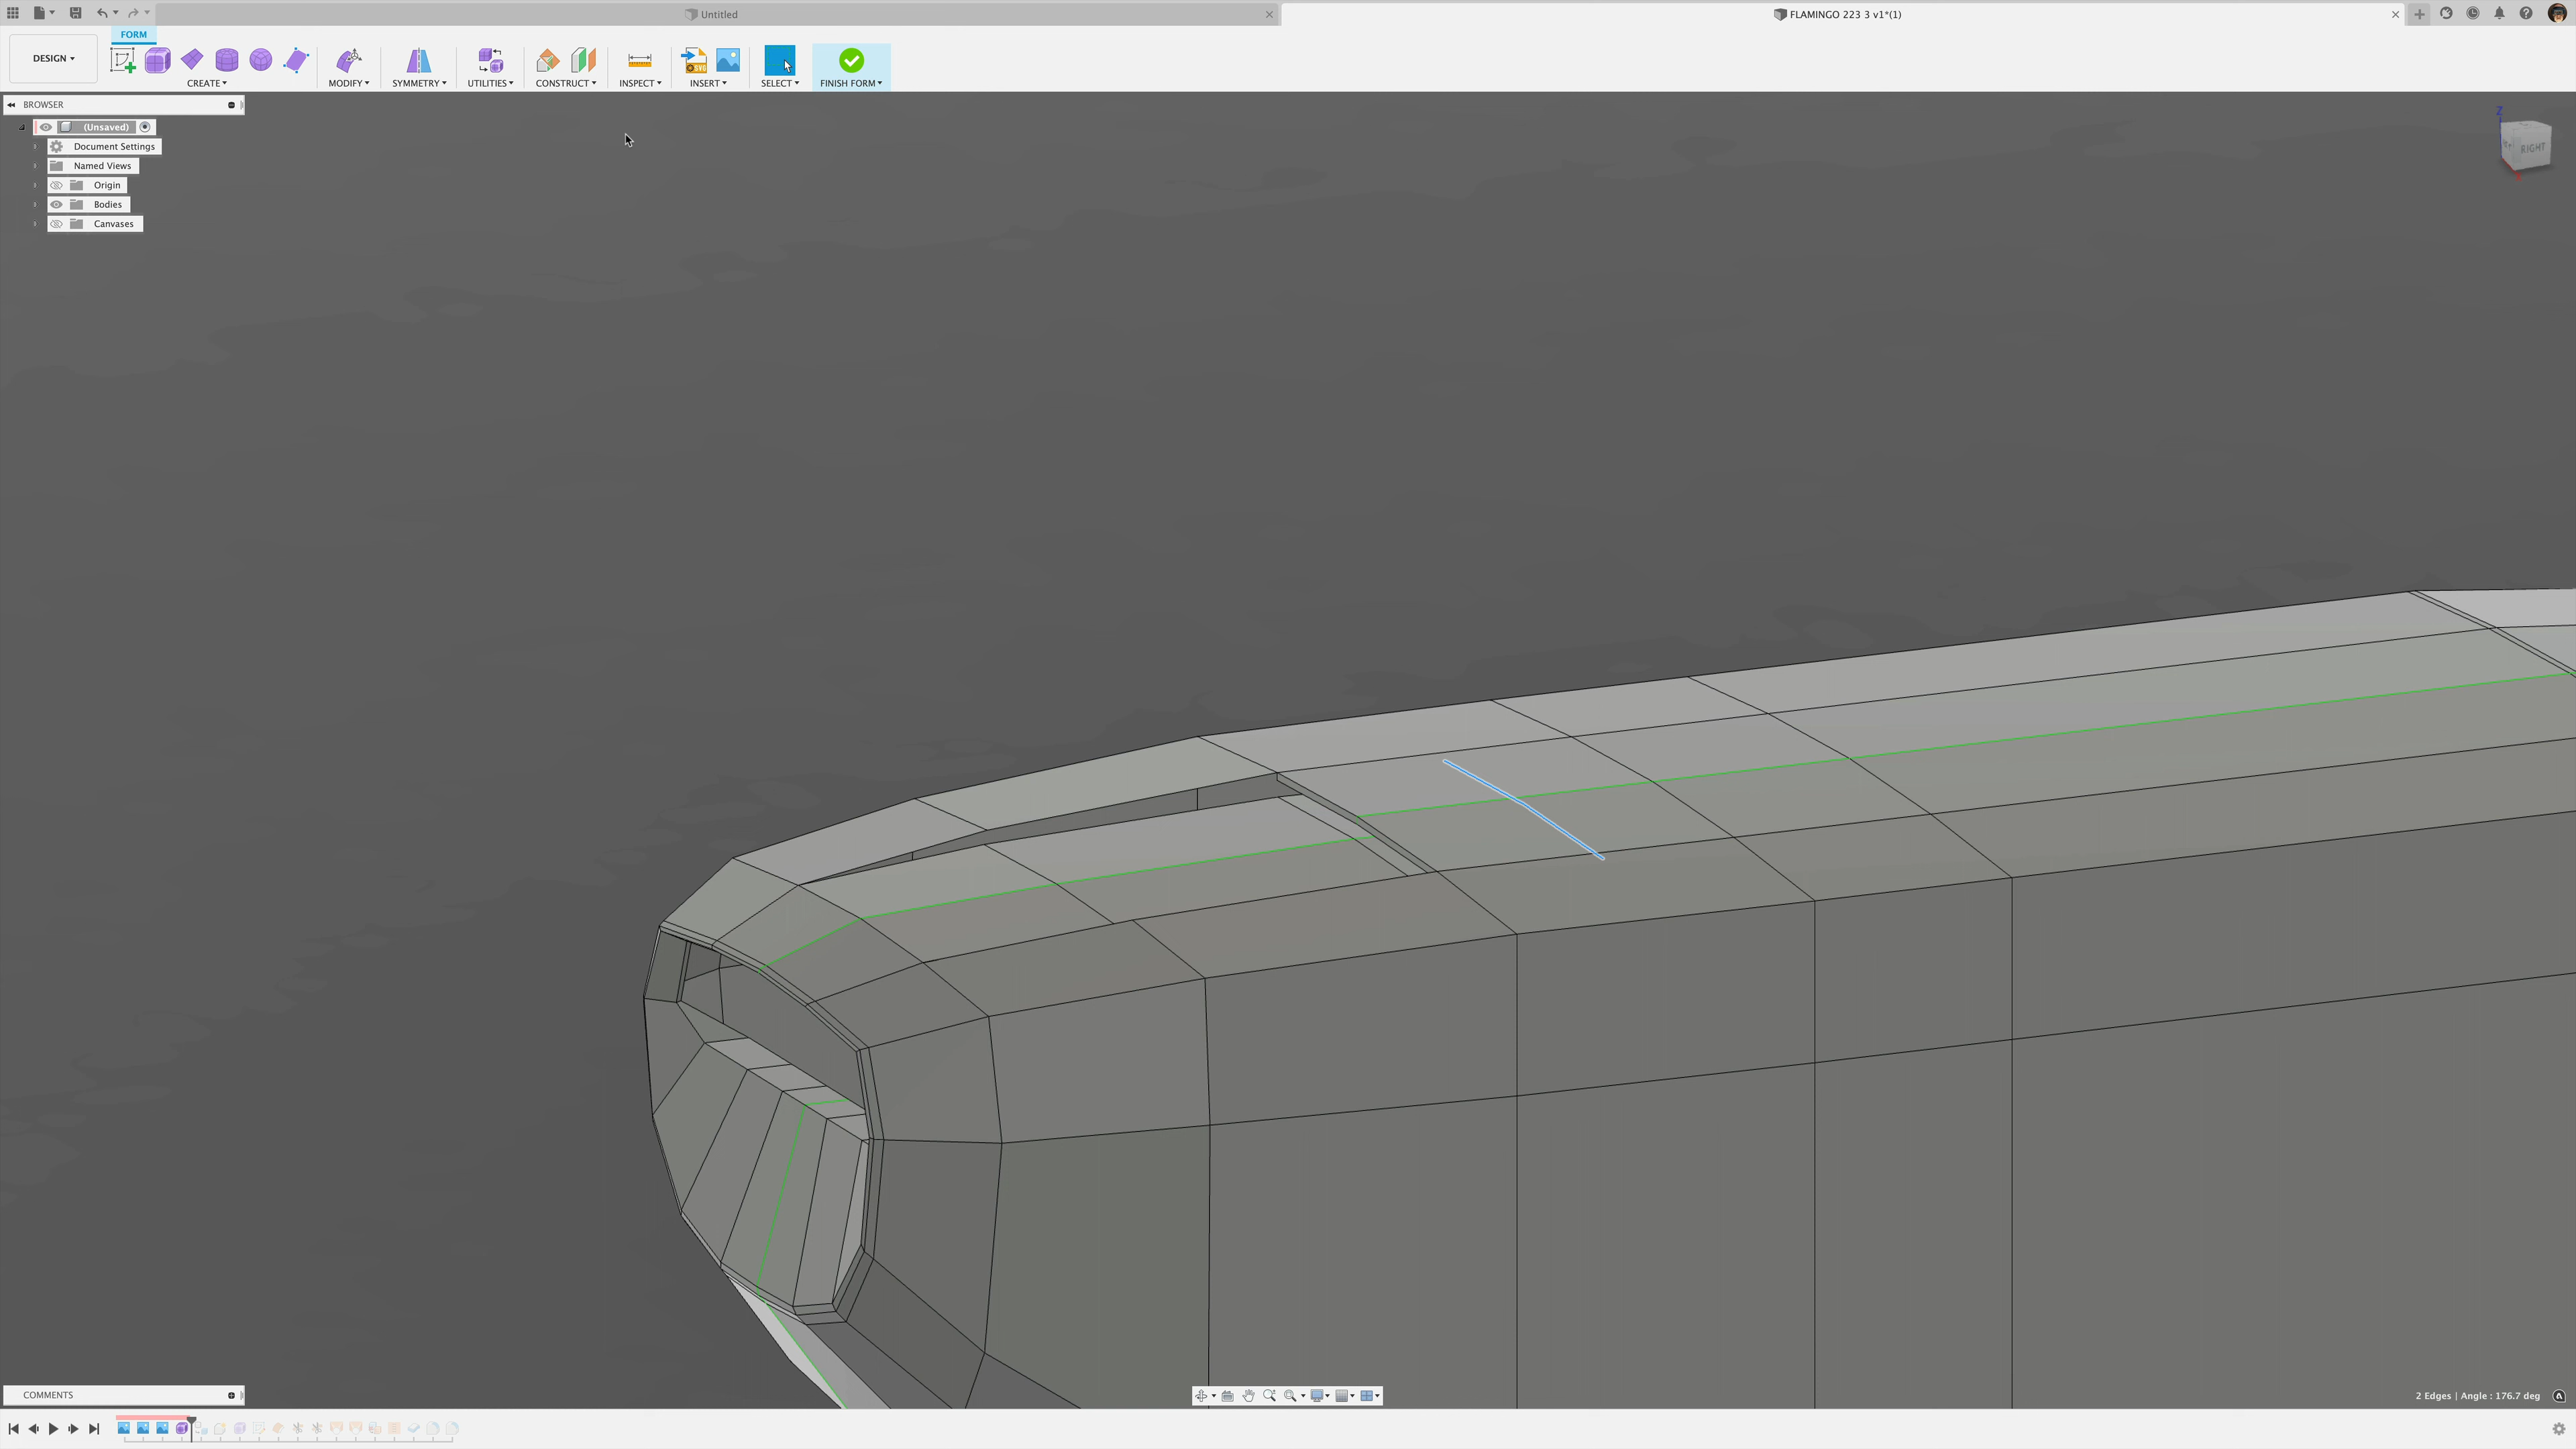 Untitled
FLAMINGO 223 3 v1*(1)
FORM
DESIGN
CREATE
MODIFY
SYMMETRY
UTILITIES
CONSTRUCT
INSPECT
INSERT
SELECT
FINISH FORM
BROWSER
(Unsaved)
Document Settings
Named Views
Origin
Bodies
Canvases
Z
RIGHT
COMMENTS
2 Edges | Angle : 176.7 deg